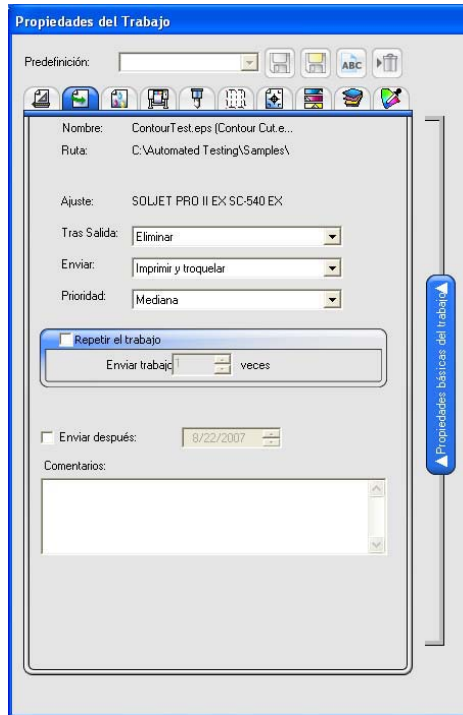 Propiedades del Trabajo
Predefinición:
ABC
Nombre: ContourTest.eps (Contour Cut.e...
Ruta: C:\Automated Testing\Samples\
Ajuste: SOLJET PRO II EX SC-540 EX
Tras Salida: Eliminar
Enviar: Imprimir y troquelar
Prioridad: Mediana
Repetir el trabajo
Enviar trabajo 1 veces
Enviar después: 8/22/2007
Comentarios:
Propiedades básicas del trabajo